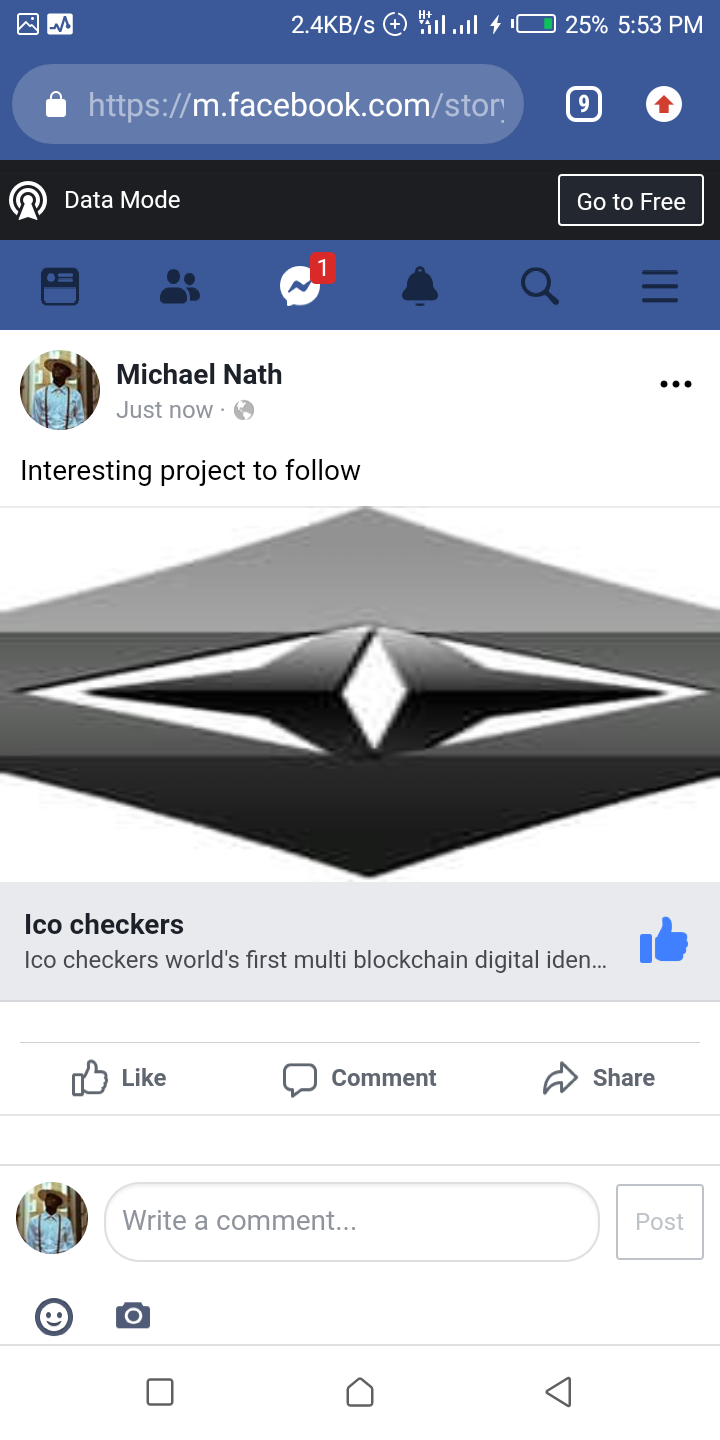 2.4KB/s H+ 25% 5:53 PM
https://m.facebook.com/story
9
Data Mode
Go to Free
1
Michael Nath
Just now ·
Interesting project to follow
Ico checkers
Ico checkers world's first multi blockchain digital iden...
Like Comment Share
Write a comment...
Post